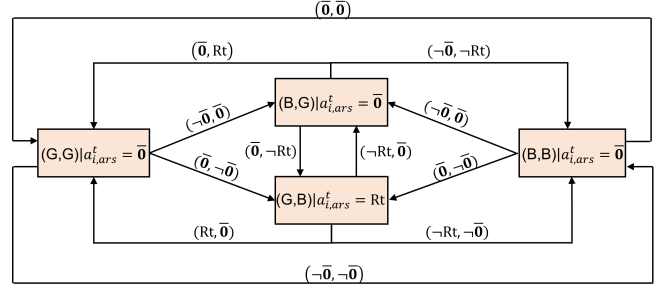 (0̅, 0̅)
(0̅, Rt)
(¬0̅, ¬Rt)
(B,G)|a^t_{i,ars} = 0̅
(¬0̅, 0̅)
(¬0̅, 0̅)
(G,G)|a^t_{i,ars} = 0̅
(0̅, ¬Rt)
(¬Rt, 0̅)
(B,B)|a^t_{i,ars} = 0̅
(0̅, ¬0̅)
(0̅, ¬0̅)
(G,B)|a^t_{i,ars} = Rt
(Rt, 0̅)
(¬Rt, ¬0̅)
(¬0̅, ¬0̅)